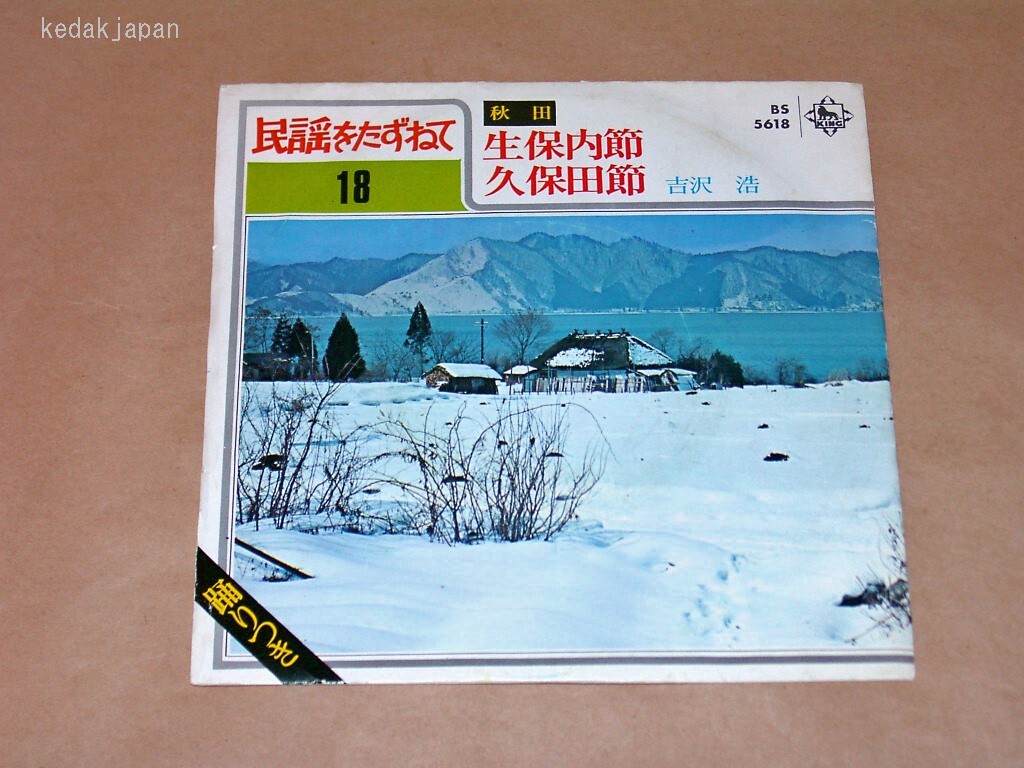 kedakjapan
民謡をたずねて
18
秋田
生保内節
久保田節 吉沢 浩
BS
5618
KING
踊りつき